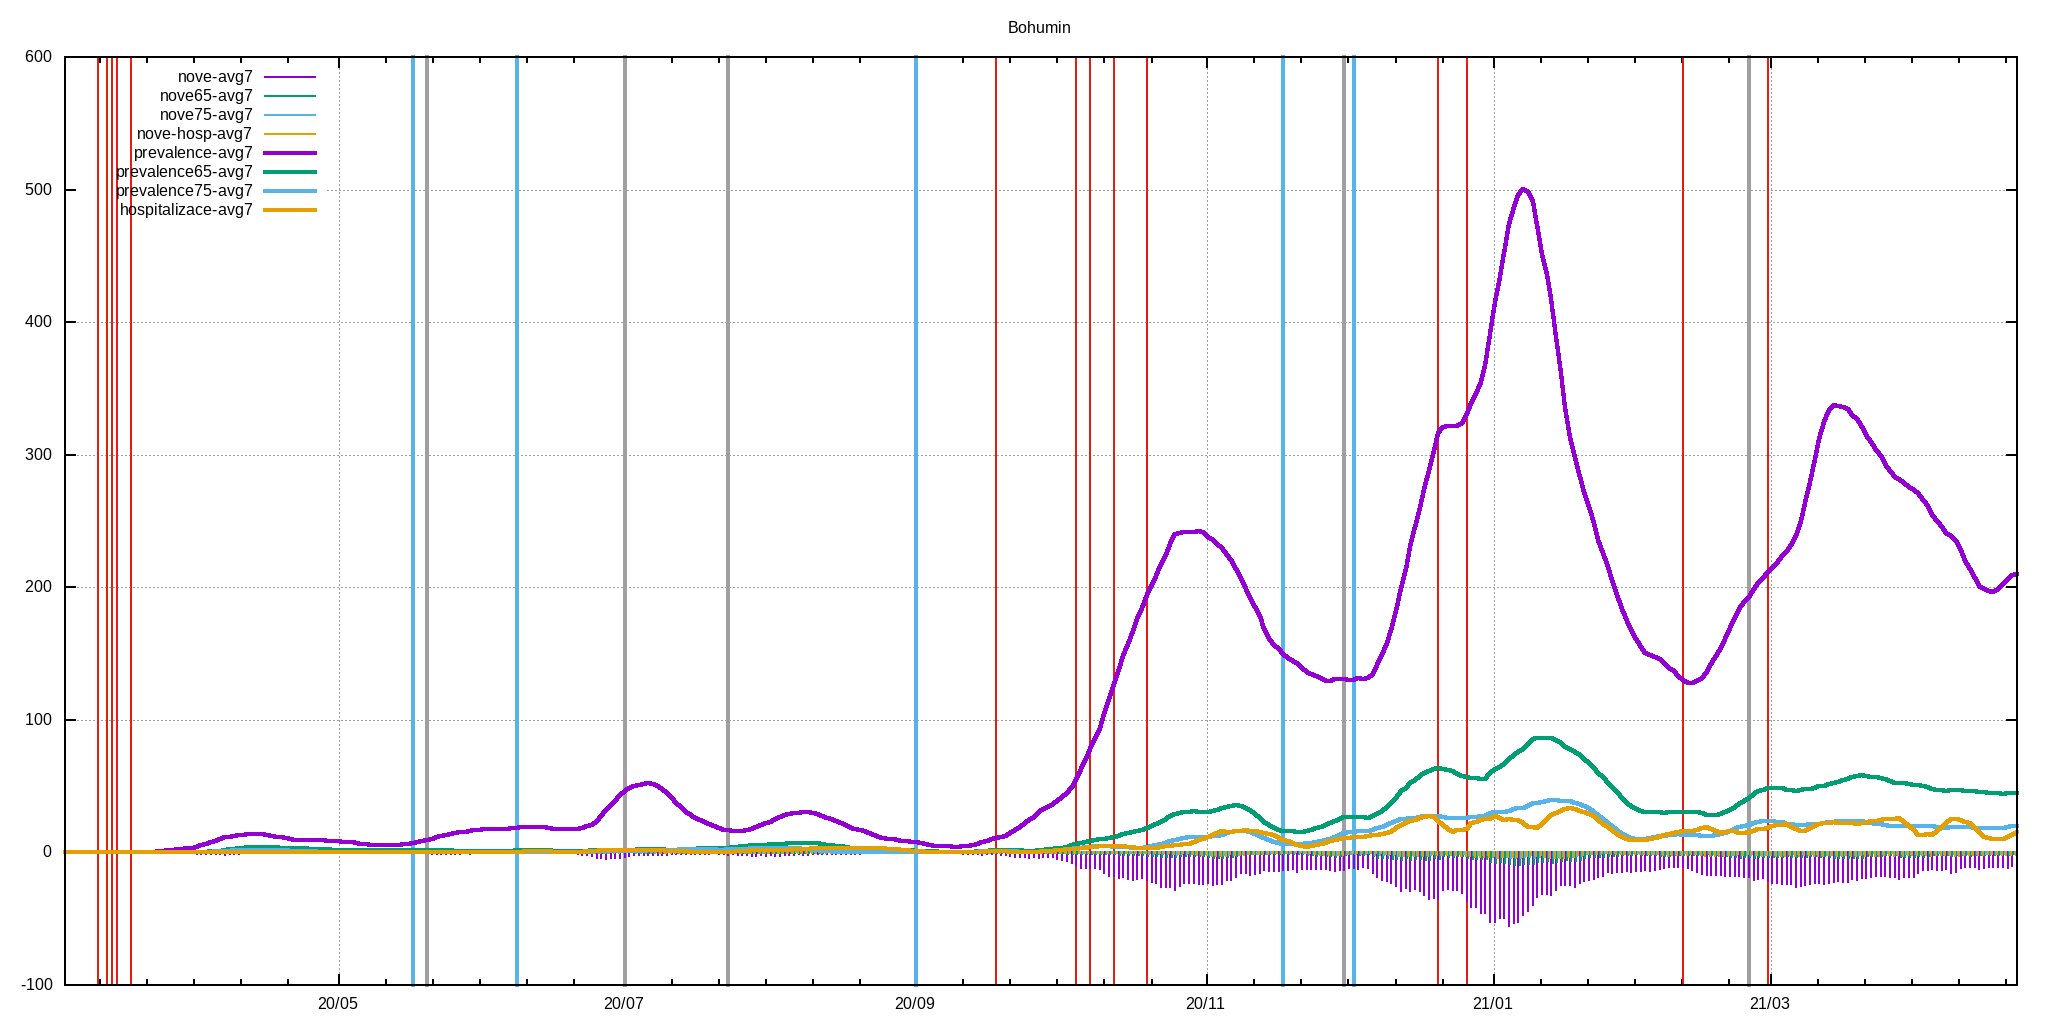 Bohumin
600
500
400
300
200
100
0
-100
nove-avg7
nove65-avg7
nove75-avg7
nove-hosp-avg7
prevalence-avg7
prevalence65-avg7
prevalence75-avg7
hospitalizace-avg7
20/05 20/07 20/09 20/11 21/01 21/03